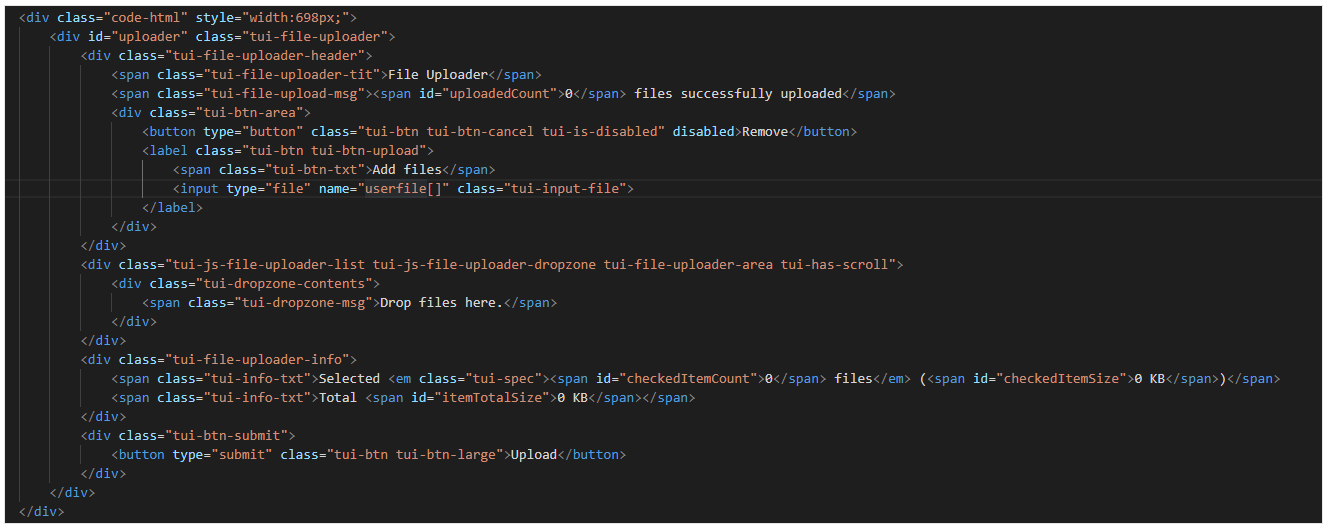 <div class="code-html" style="width:698px;">
    <div id="uploader" class="tui-file-uploader">
        <div class="tui-file-uploader-header">
            <span class="tui-file-uploader-tit">File Uploader</span>
            <span class="tui-file-upload-msg"><span id="uploadedCount">0</span> files successfully uploaded</span>
            <div class="tui-btn-area">
                <button type="button" class="tui-btn tui-btn-cancel tui-is-disabled" disabled>Remove</button>
                <label class="tui-btn tui-btn-upload">
                    <span class="tui-btn-txt">Add files</span>
                    <input type="file" name="userfile[]" class="tui-input-file">
                </label>
            </div>
        </div>
        <div class="tui-js-file-uploader-list tui-js-file-uploader-dropzone tui-file-uploader-area tui-has-scroll">
            <div class="tui-dropzone-contents">
                <span class="tui-dropzone-msg">Drop files here.</span>
            </div>
        </div>
        <div class="tui-file-uploader-info">
            <span class="tui-info-txt">Selected <em class="tui-spec"><span id="checkedItemCount">0</span> files</em> (<span id="checkedItemSize">0 KB</span>)</span>
            <span class="tui-info-txt">Total <span id="itemTotalSize">0 KB</span></span>
        </div>
        <div class="tui-btn-submit">
            <button type="submit" class="tui-btn tui-btn-large">Upload</button>
        </div>
    </div>
</div>